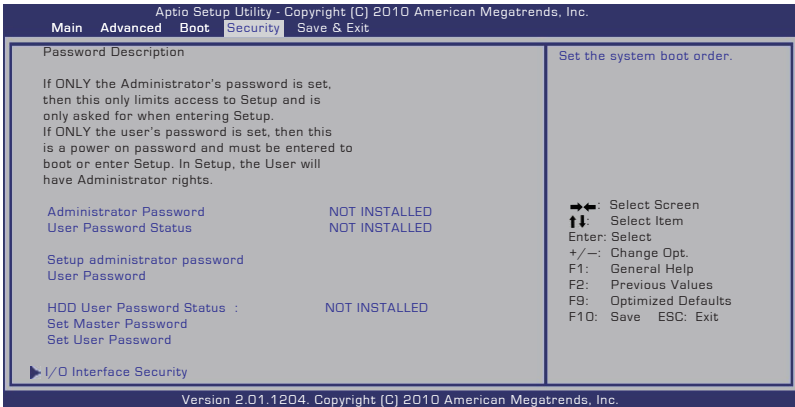 Aptio Setup Utility - Copyright (C) 2010 American Megatrends, Inc.
Main Advanced Boot Security Save & Exit
Password Description
If ONLY the Administrator's password is set,
then this only limits access to Setup and is
only asked for when entering Setup.
If ONLY the user's password is set, then this
is a power on password and must be entered to
boot or enter Setup. In Setup, the User will
have Administrator rights.
Administrator Password NOT INSTALLED
User Password Status NOT INSTALLED
Setup administrator password
User Password
HDD User Password Status : NOT INSTALLED
Set Master Password
Set User Password
I/O Interface Security
Set the system boot order.
→←: Select Screen
↑↓: Select Item
Enter: Select
+/—: Change Opt.
F1: General Help
F2: Previous Values
F9: Optimized Defaults
F10: Save ESC: Exit
Version 2.01.1204. Copyright (C) 2010 American Megatrends, Inc.